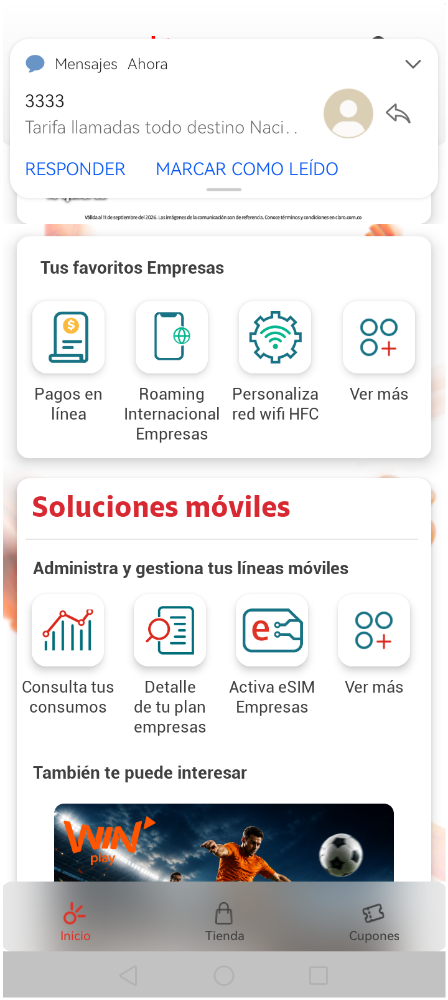 Mensajes Ahora
3333
Tarifa llamadas todo destino Naci. .
RESPONDER MARCAR COMO LEÍDO
Válida al 11 de septiembre del 2026. Las imágenes de la comunicación son de referencia. Conoce términos y condiciones en claro.com.co
Tus favoritos Empresas
Pagos en
línea
Roaming
Internacional
Empresas
Personaliza
red wifi HFC
Ver más
Soluciones móviles
Administra y gestiona tus líneas móviles
Consulta tus
consumos
Detalle
de tu plan
empresas
e
Activa eSIM
Empresas
Ver más
También te puede interesar
WIN
play
Inicio
Tienda
Cupones